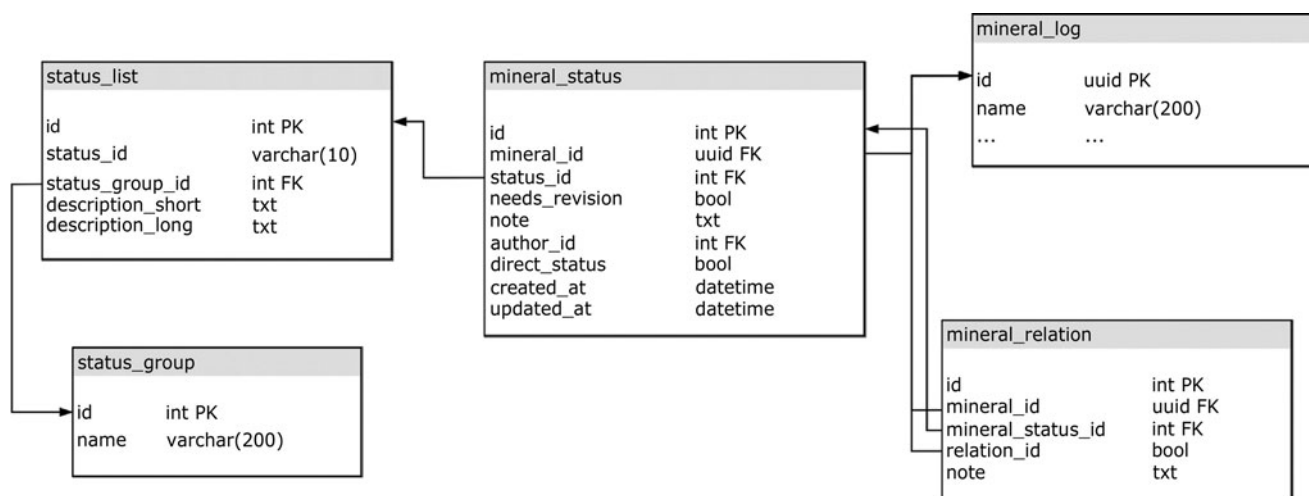 status_list
id int PK
status_id varchar(10)
status_group_id int FK
description_short txt
description_long txt
mineral_status
id int PK
mineral_id uuid FK
status_id int FK
needs_revision bool
note txt
author_id int FK
direct_status bool
created_at datetime
updated_at datetime
mineral_log
id uuid PK
name varchar(200)
... ...
status_group
id int PK
name varchar(200)
mineral_relation
id int PK
mineral_id uuid FK
mineral_status_id int FK
relation_id bool
note txt